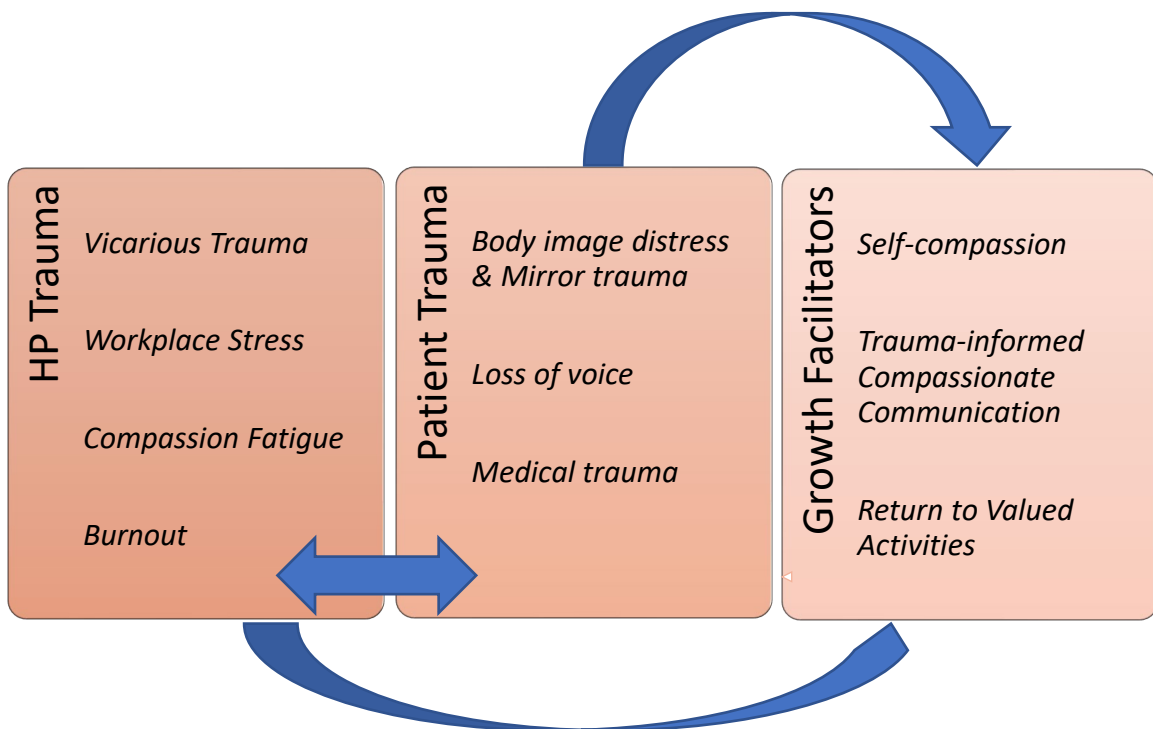 HP Trauma
Vicarious Trauma
Workplace Stress
Compassion Fatigue
Burnout
Patient Trauma
Body image distress
& Mirror trauma
Loss of voice
Medical trauma
Growth Facilitators
Self-compassion
Trauma-informed
Compassionate
Communication
Return to Valued
Activities